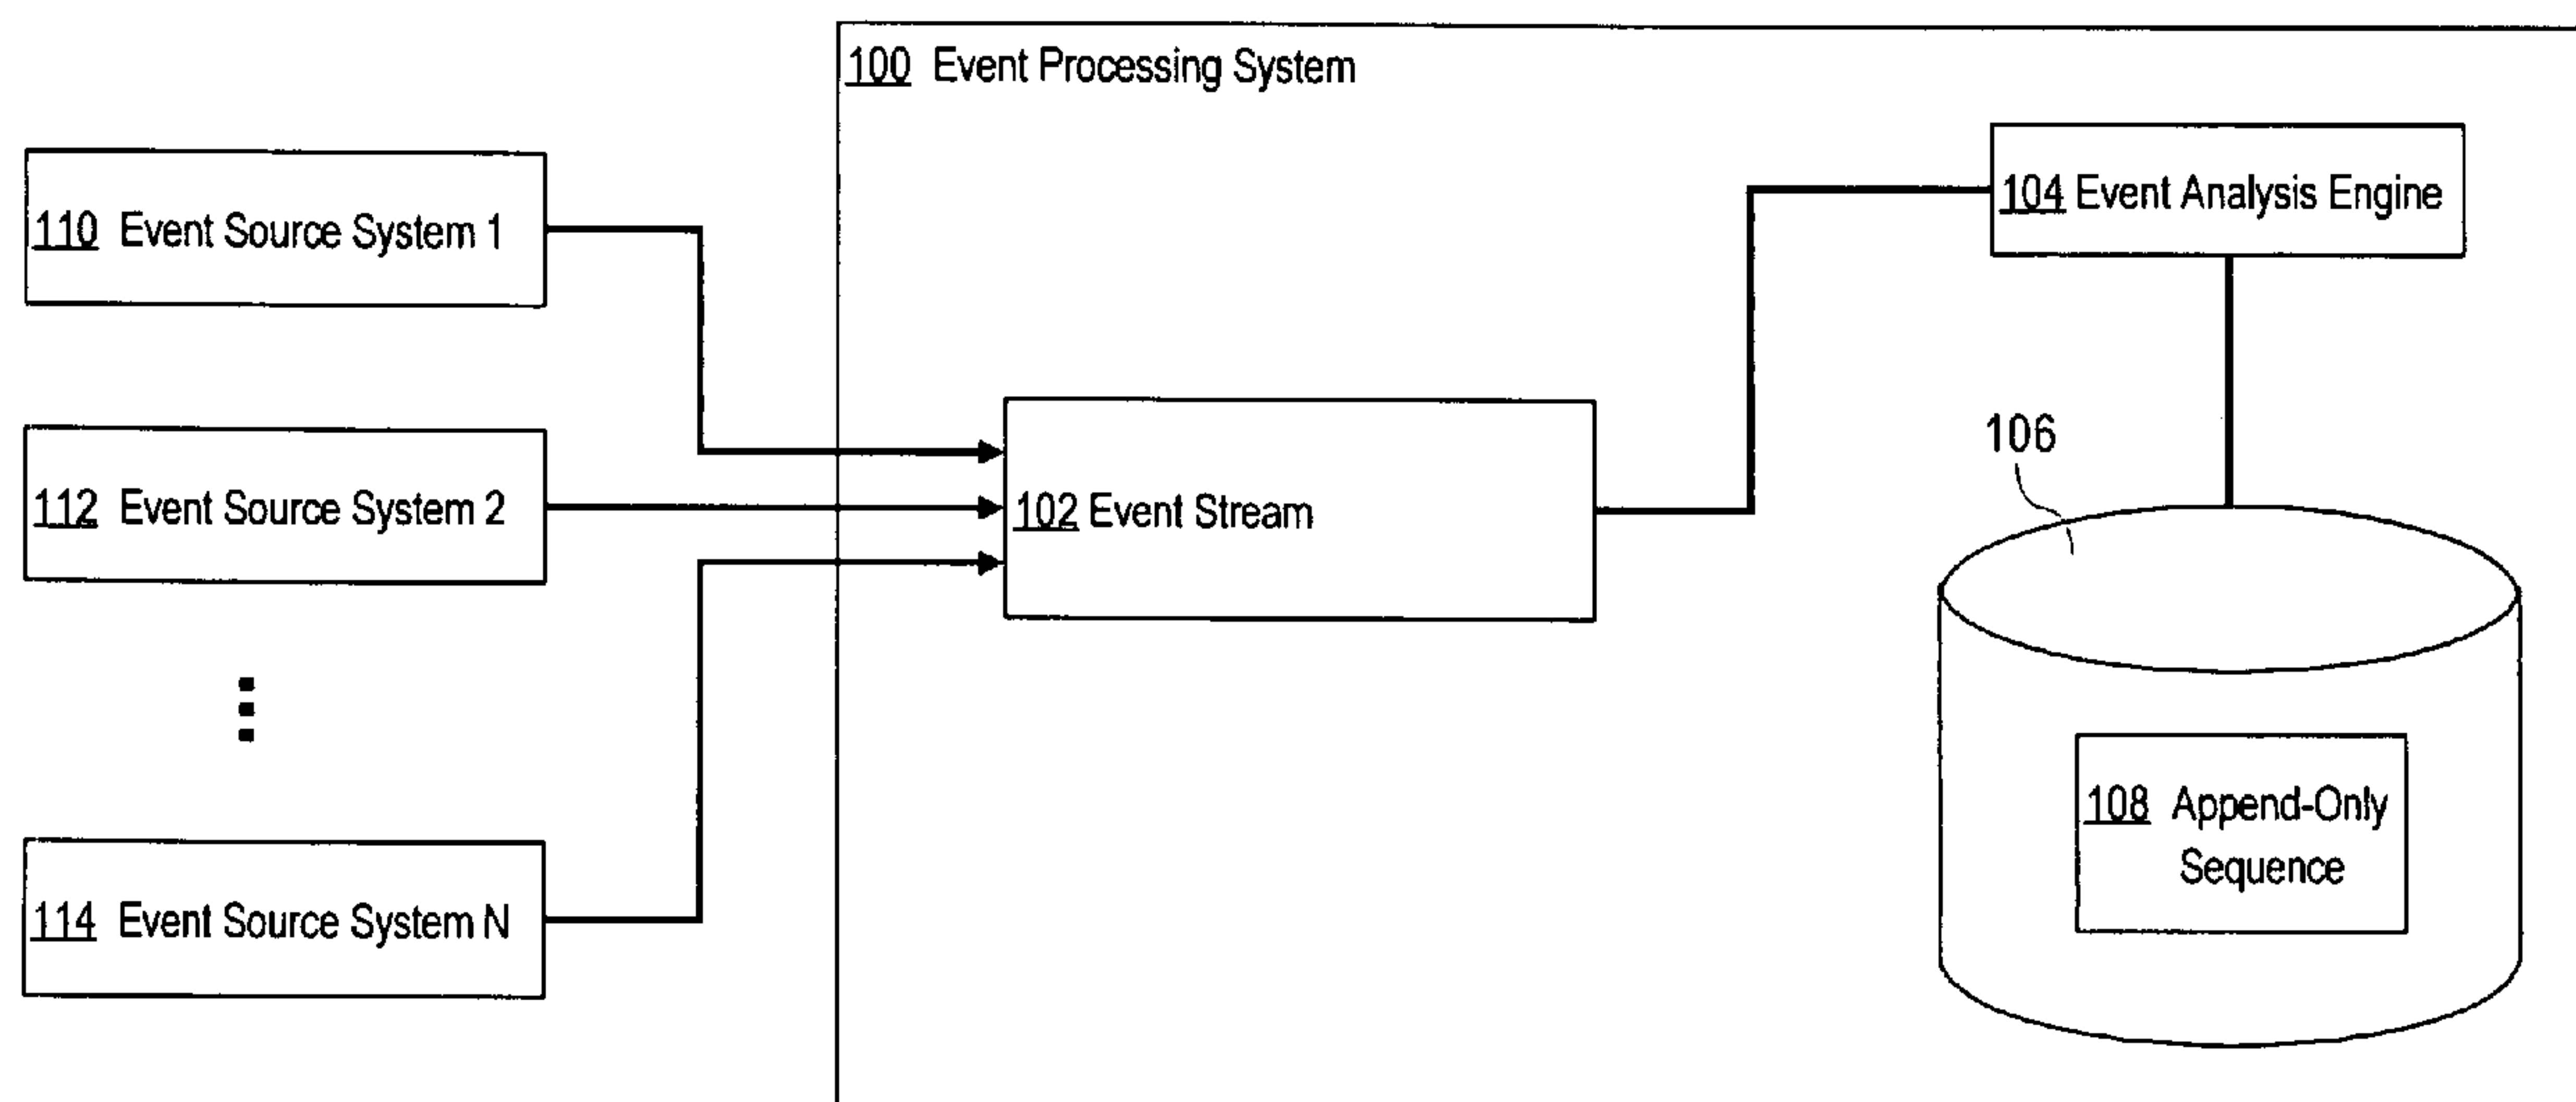 100 Event Processing System
110 Event Source System 1
104 Event Analysis Engine
106
112 Event Source System 2
102 Event Stream
108 Append-Only
Sequence
114 Event Source System N